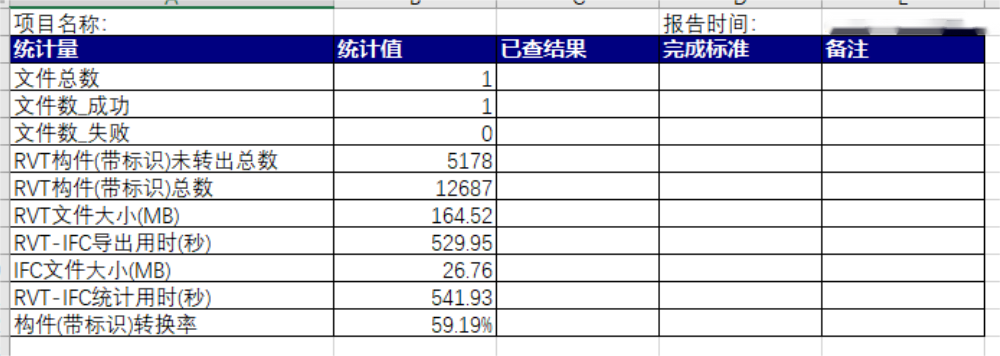 项目名称: 报告时间:
统计量 统计值 已查结果 完成标准 备注
文件总数 1
文件数_成功 1
文件数_失败 0
RVT构件(带标识)未转出总数 5178
RVT构件(带标识)总数 12687
RVT文件大小(MB) 164.52
RVT-IFC导出用时(秒) 529.95
IFC文件大小(MB) 26.76
RVT-IFC统计用时(秒) 541.93
构件(带标识)转换率 59.19%